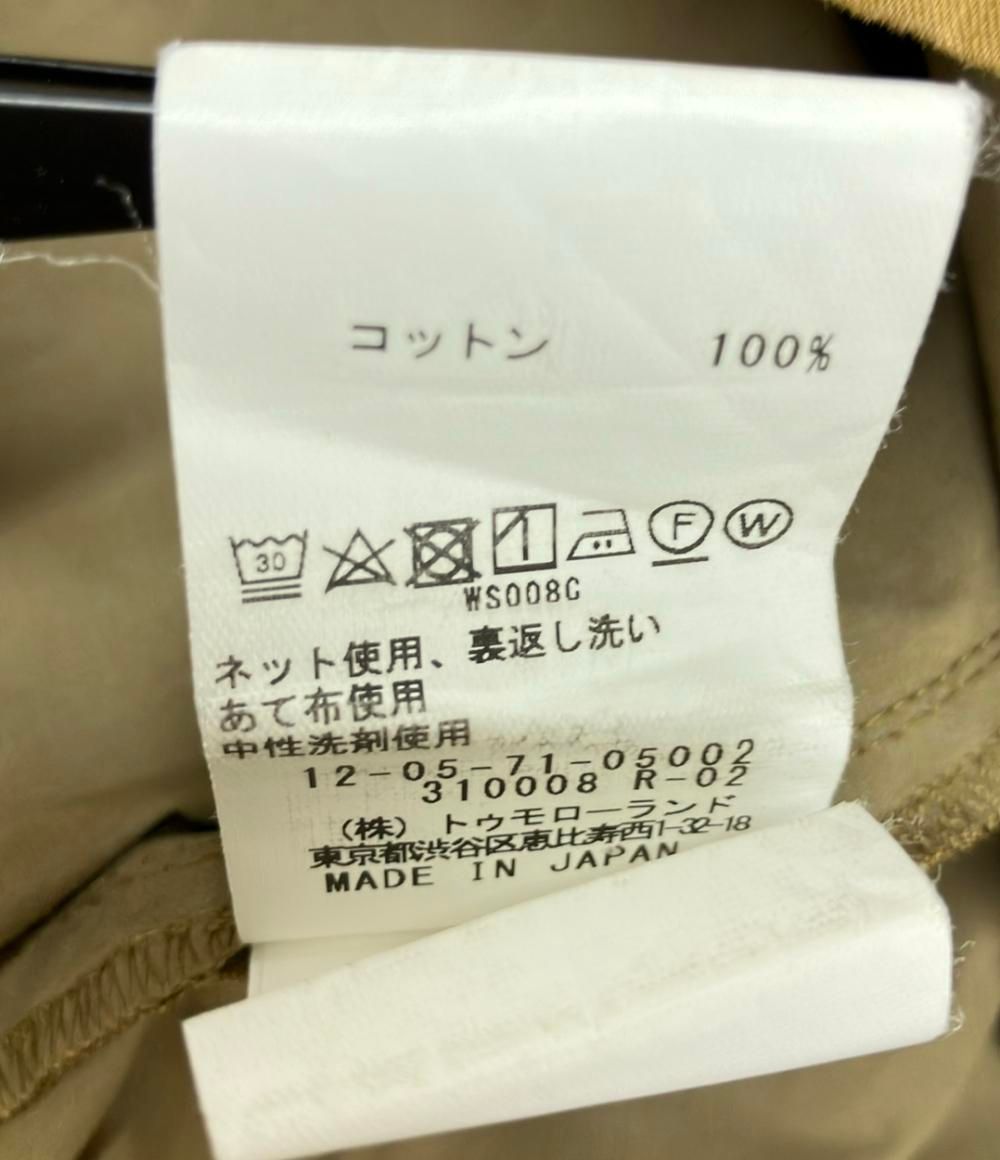 コットン 100%
30 F W
WS008C
ネット使用、裏返し洗い
あて布使用
中性洗剤使用
12-05-71-05002
310008 R-02
(株) トゥモローランド
東京都渋谷区恵比寿西1-32-18
MADE IN JAPAN